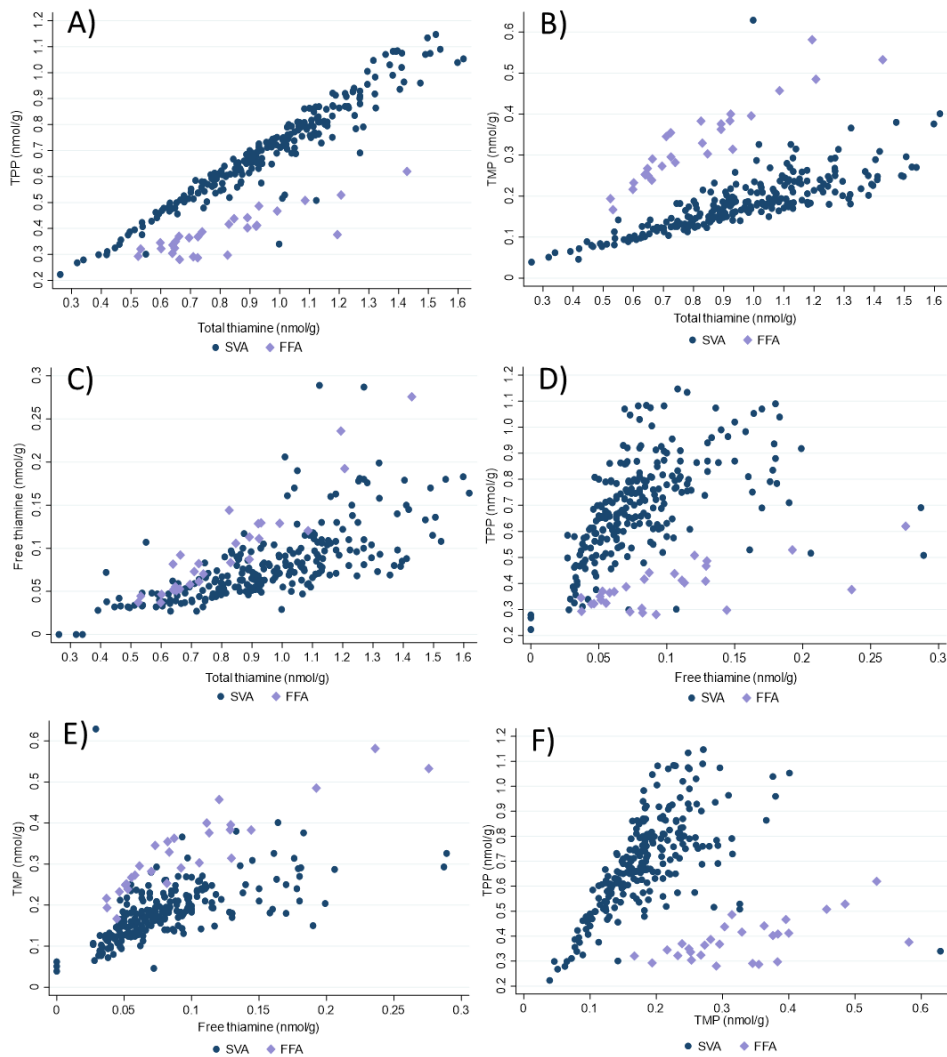 A)
TPP (nmol/g)
1.2
1.1
1.0
0.9
0.8
0.7
0.6
0.5
0.4
0.3
0.2
0.3 0.4 0.5 0.6 0.7 0.8 0.9 1.0 1.1 1.2 1.3 1.4 1.5 1.6
Total thiamine (nmol/g)
SVA FFA
B)
TMP (nmol/g)
0.6
0.5
0.4
0.3
0.2
0.1
0
0.3 0.4 0.5 0.6 0.7 0.8 0.9 1.0 1.1 1.2 1.3 1.4 1.5 1.6
Total thiamine (nmol/g)
SVA FFA
C)
Free thiamine (nmol/g)
0.3
0.25
0.2
0.15
0.1
0.05
0
0.3 0.4 0.5 0.6 0.7 0.8 0.9 1.0 1.1 1.2 1.3 1.4 1.5 1.6
Total thiamine (nmol/g)
SVA FFA
D)
TPP (nmol/g)
1.2
1.1
1.0
0.9
0.8
0.7
0.6
0.5
0.4
0.3
0.2
0 0.05 0.1 0.15 0.2 0.25 0.3
Free thiamine (nmol/g)
SVA FFA
E)
TMP (nmol/g)
0.6
0.5
0.4
0.3
0.2
0.1
0
0 0.05 0.1 0.15 0.2 0.25 0.3
Free thiamine (nmol/g)
SVA FFA
F)
TPP (nmol/g)
1.2
1.1
1.0
0.9
0.8
0.7
0.6
0.5
0.4
0.3
0.2
0 0.1 0.2 0.3 0.4 0.5 0.6
TMP (nmol/g)
SVA FFA